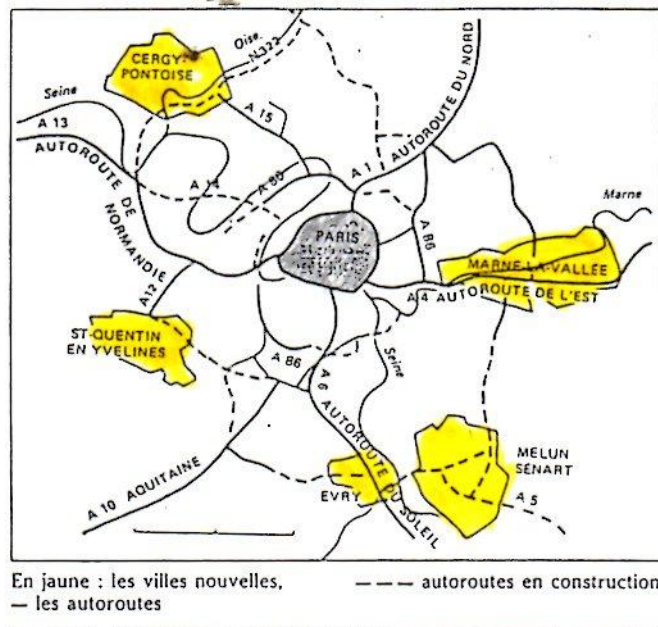 CERGY-
PONTOISE
Oise
N322
Seine
A 13
A 15
AUTOROUTE DU NORD
A 1
AUTOROUTE DE NORMANDIE
A 14
A 86
Marne
PARIS
A 86
MARNE-LA-VALLÉE
A 4 AUTOROUTE DE L'EST
A12
ST-QUENTIN
EN YVELINES
A 86
Seine
A 6 AUTOROUTE DU SOLEIL
MELUN
SÉNART
A 10 AQUITAINE
EVRY
A 5
En jaune : les villes nouvelles, --- autoroutes en construction
— les autoroutes